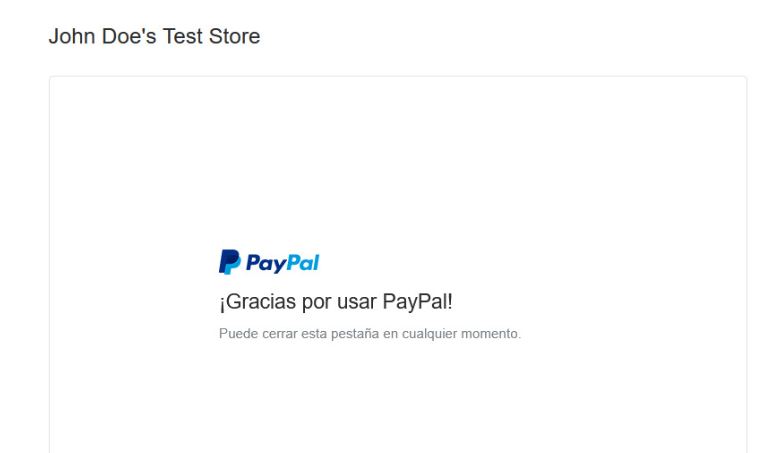 John Doe's Test Store
PayPal
¡Gracias por usar PayPal!
Puede cerrar esta pestaña en cualquier momento.